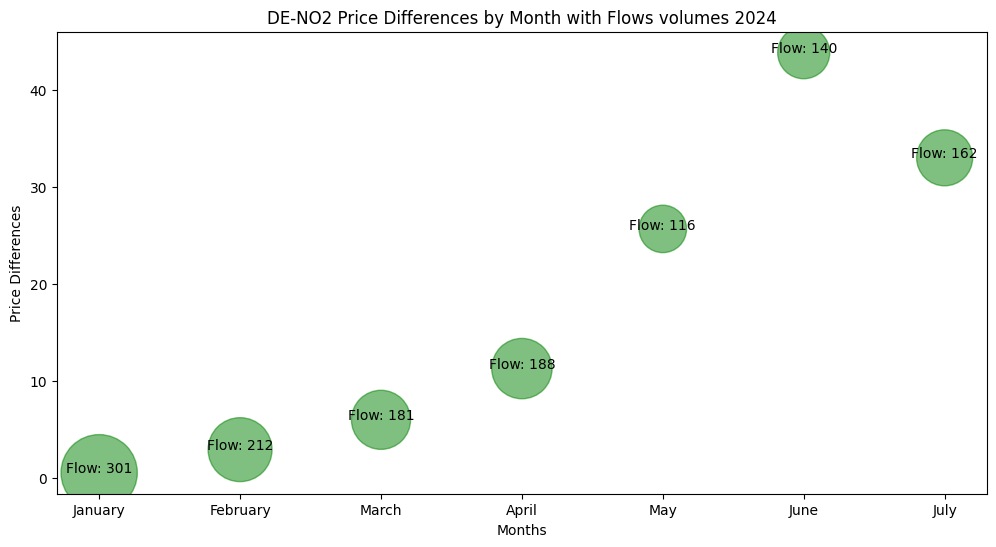 DE-NO2 Price Differences by Month with Flows volumes 2024
Flow: 140
40
Flow: 162
30
Flow: 116
20
Price Differences
Flow: 188
10
Flow: 181
Flow: 212
Flow: 301
0
January February March April May June July
Months